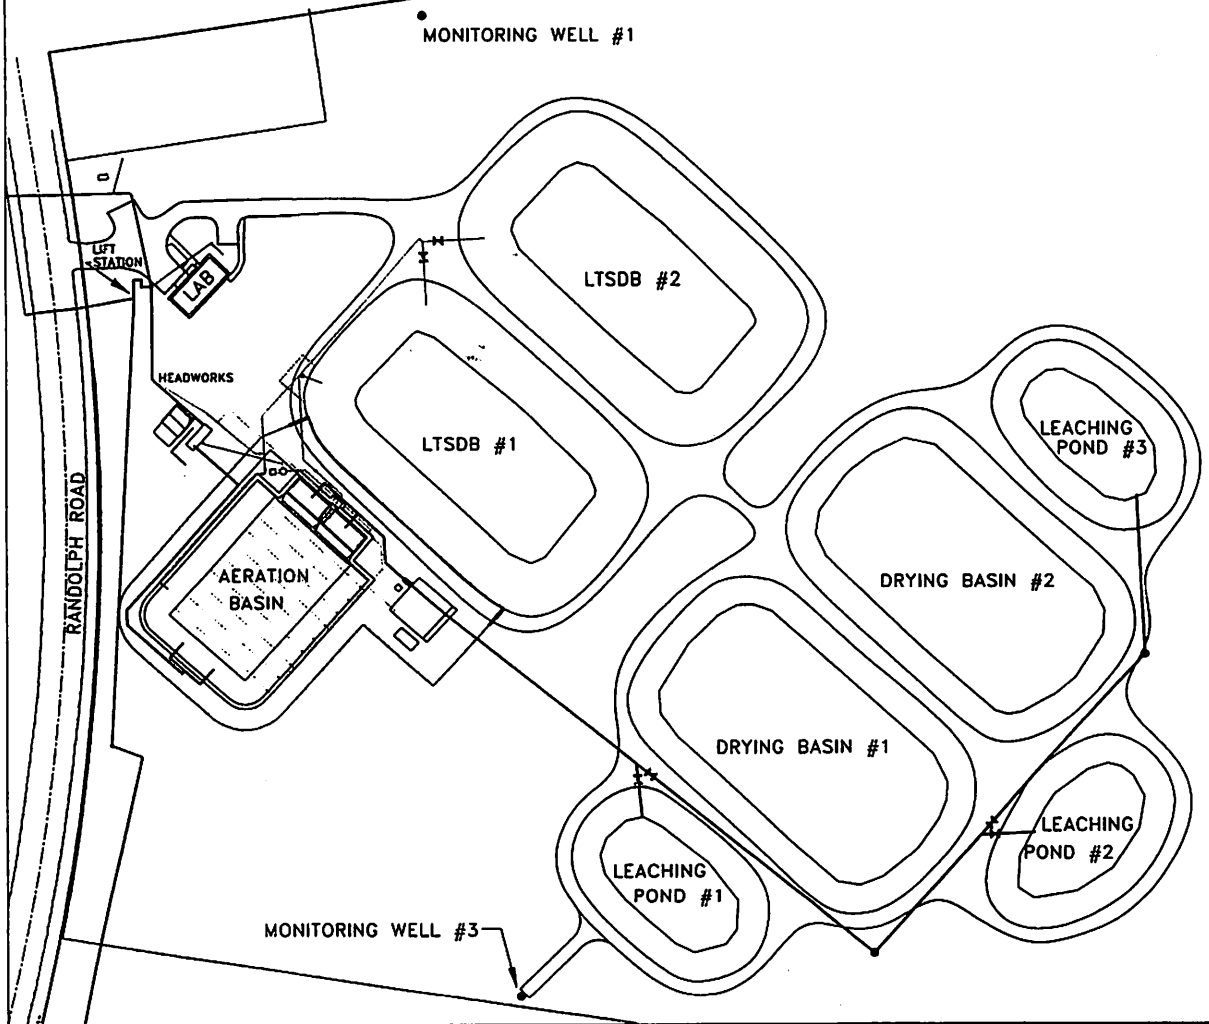 MONITORING WELL #1
LTSDB #2
LIFT
STATION
LAB
HEADWORKS
LTSDB #1
LEACHING
POND #3
RANDOLPH ROAD
AERATION
BASIN
DRYING BASIN #2
DRYING BASIN #1
LEACHING
POND #2
LEACHING
POND #1
MONITORING WELL #3